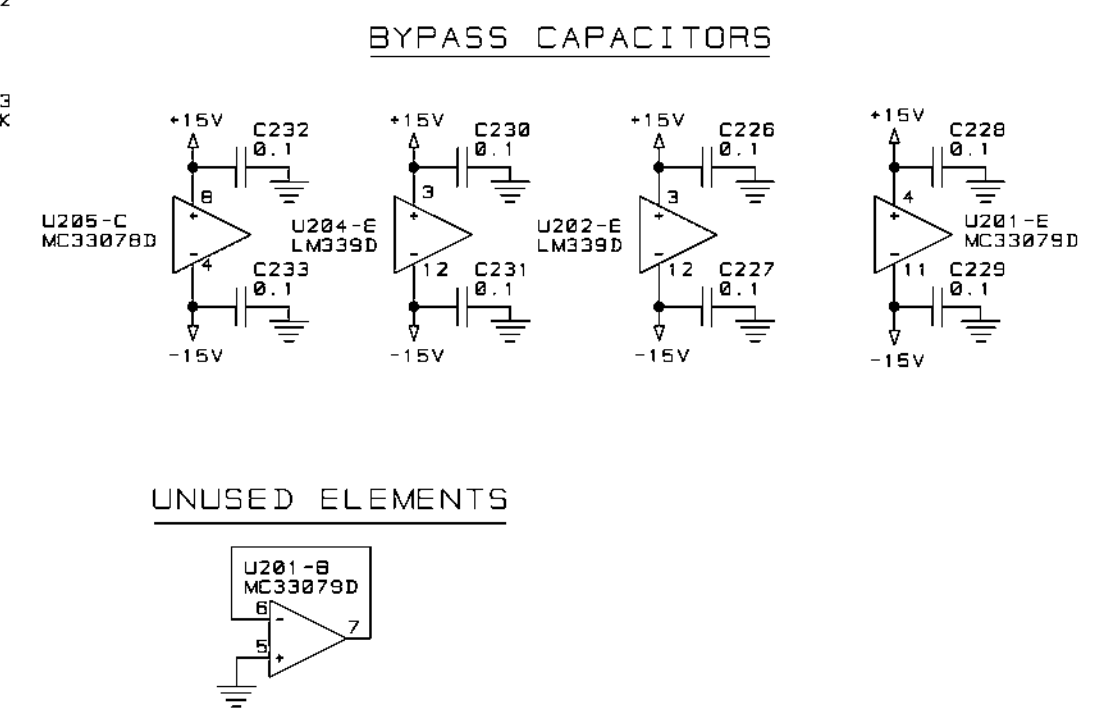 2
BYPASS CAPACITORS
3
K
+15V
C232
0.1
8
+
U205-C
MC33078D
-
4
C233
0.1
-15V
+15V
C230
0.1
3
+
U204-E
LM339D
-
12
C231
0.1
-15V
+15V
C226
0.1
3
+
U202-E
LM339D
-
12
C227
0.1
-15V
+15V
C228
0.1
4
+
U201-E
MC33079D
-
11
C229
0.1
-15V
UNUSED ELEMENTS
U201-B
MC33079D
6
-
7
5
+